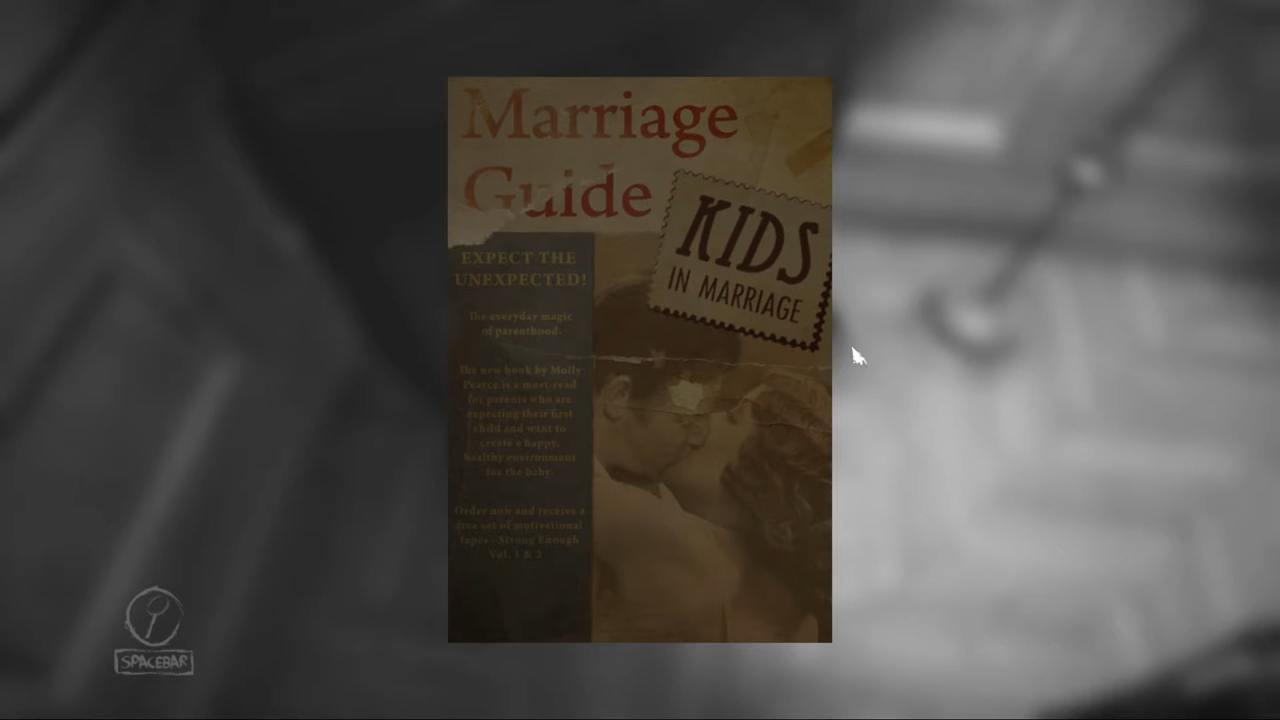 Marriage
Guide
KIDS
IN MARRIAGE
EXPECT THE
UNEXPECTED!
The everyday magic
of parenthood.
The new book by Molly
Pearce is a must-read
for parents who are
expecting their first
child and want to
create a happy,
healthy environment
for the baby.
Order now and receive a
free set of motivational
tapes - Strong Enough
Vol. 1 & 2
SPACEBAR